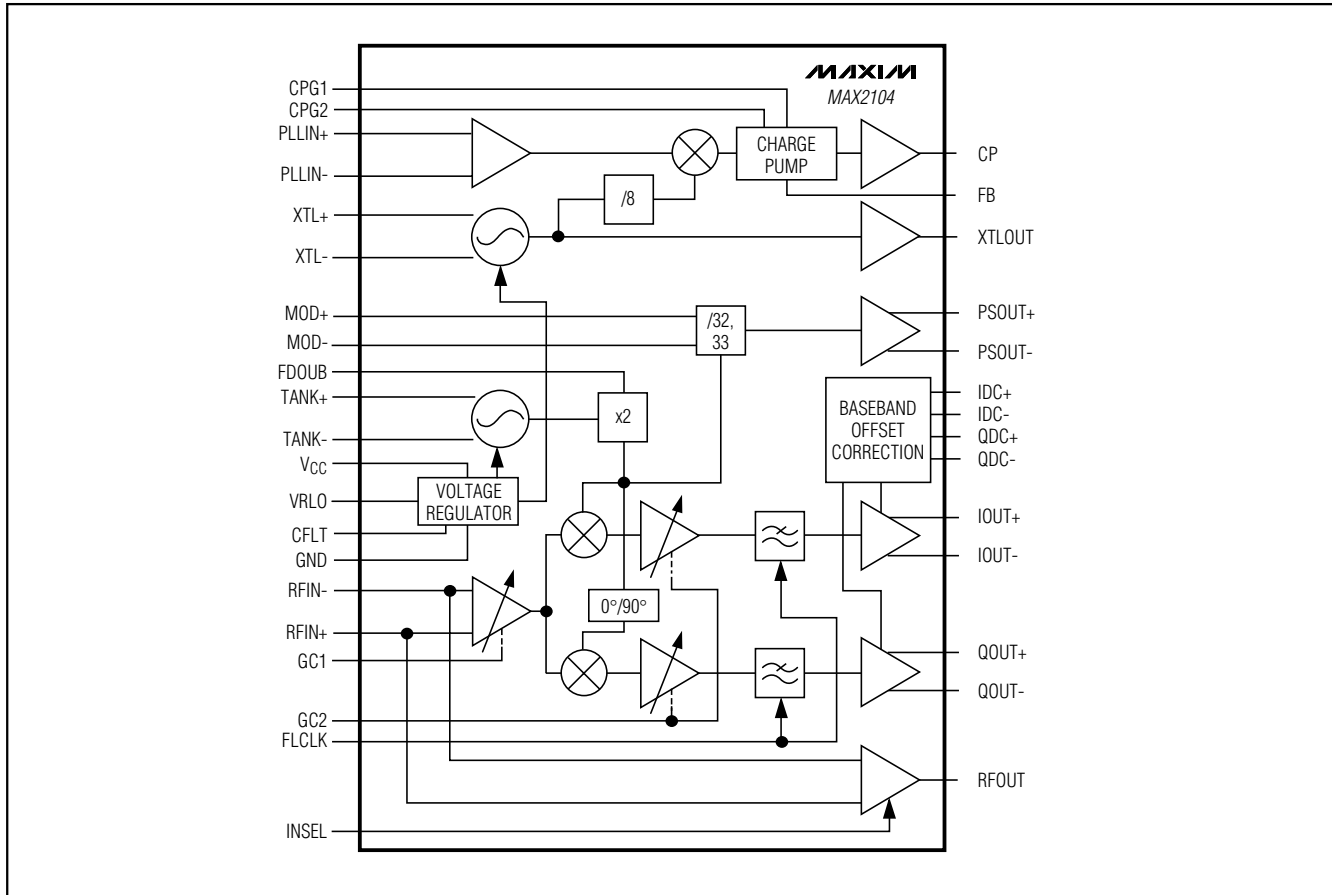 MAXIM
MAX2104
CPG1
CPG2
PLLIN+
PLLIN-
XTL+
XTL-
MOD+
MOD-
FDOUB
TANK+
TANK-
VCC
VRLO
CFLT
GND
RFIN-
RFIN+
GC1
GC2
FLCLK
INSEL
CHARGE
PUMP
/8
/32,
33
x2
VOLTAGE
REGULATOR
0°/90°
BASEBAND
OFFSET
CORRECTION
CP
FB
XTLOUT
PSOUT+
PSOUT-
IDC+
IDC-
QDC+
QDC-
IOUT+
IOUT-
QOUT+
QOUT-
RFOUT